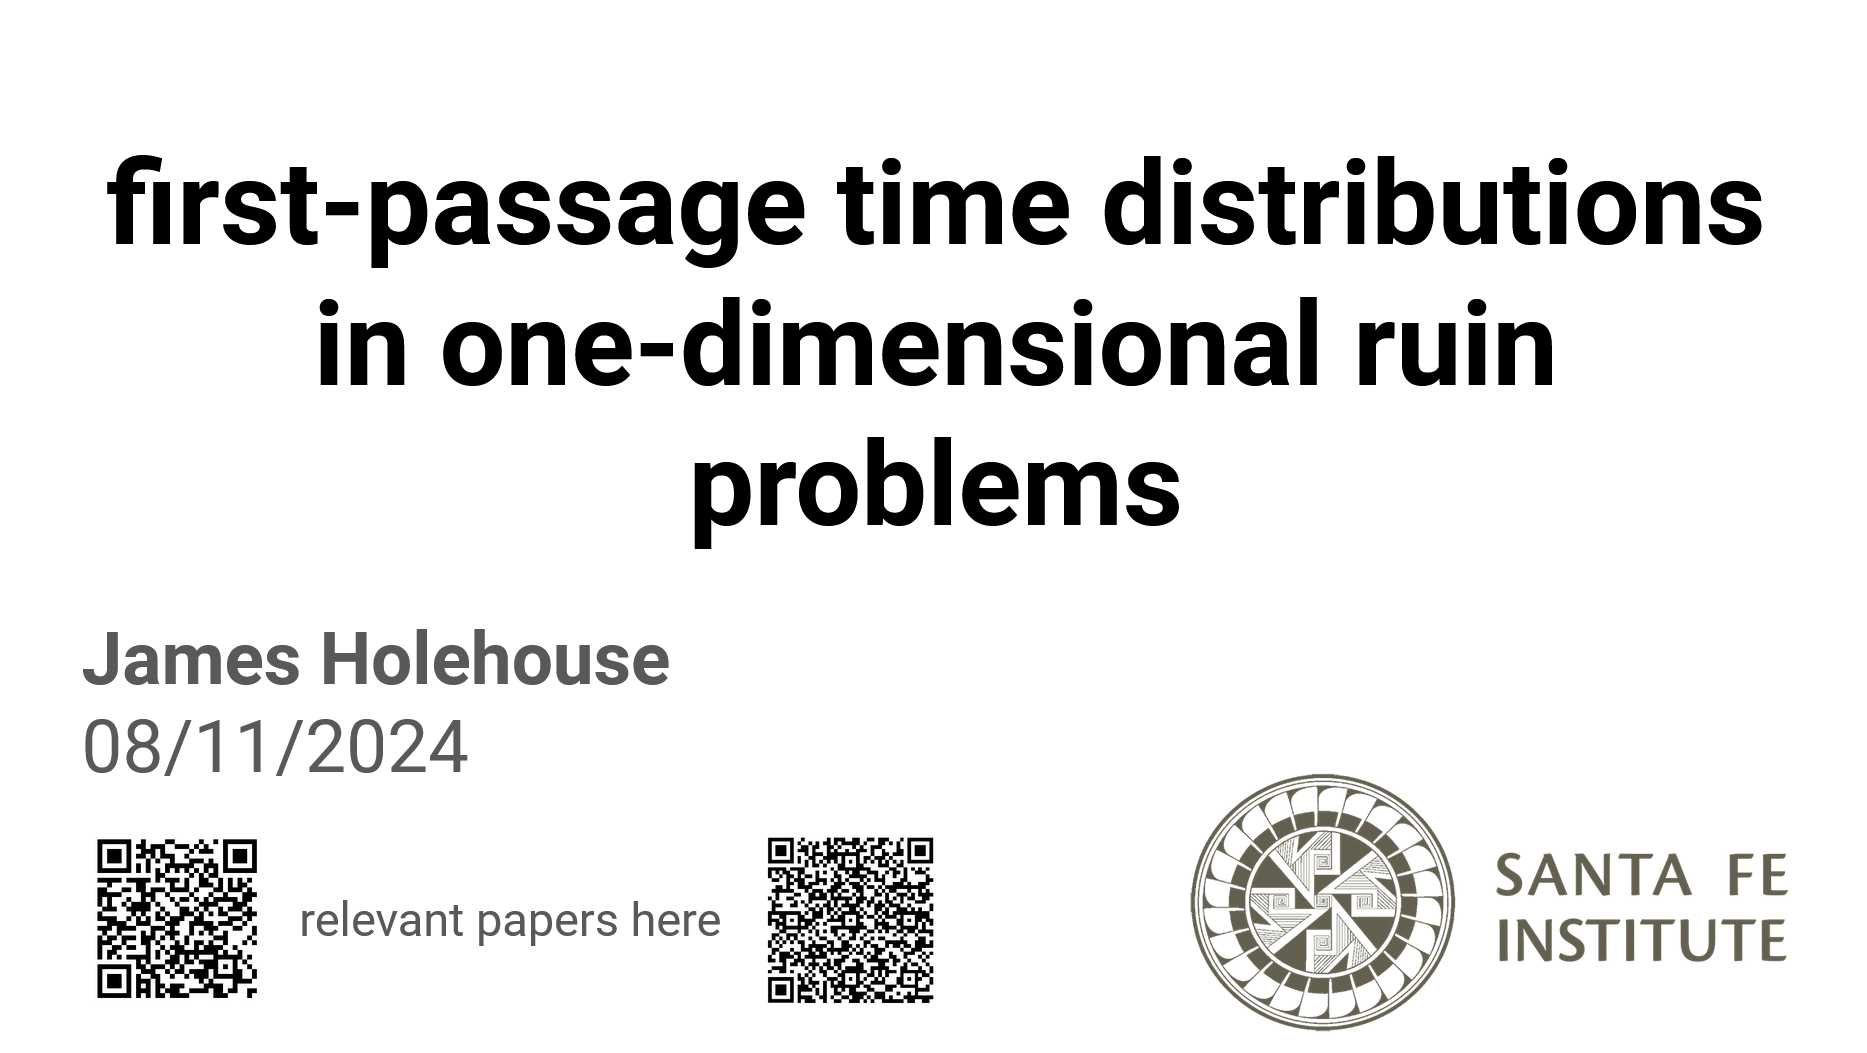 first-passage time distributions
in one-dimensional ruin
problems
James Holehouse
08/11/2024
relevant papers here
SANTA FE
INSTITUTE